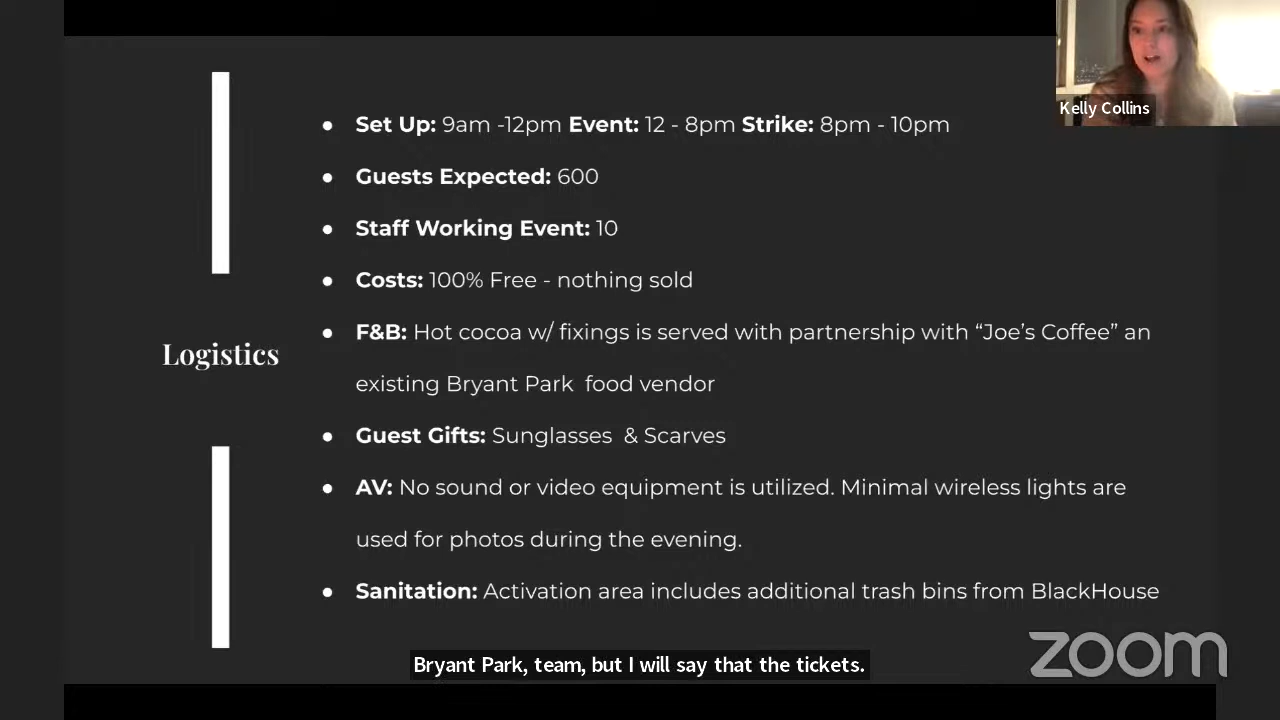 Kelly Collins
● Set Up: 9am -12pm Event: 12 - 8pm Strike: 8pm - 10pm
● Guests Expected: 600
● Staff Working Event: 10
● Costs: 100% Free - nothing sold
● F&B: Hot cocoa w/ fixings is served with partnership with “Joe’s Coffee” an
existing Bryant Park food vendor
Logistics
● Guest Gifts: Sunglasses & Scarves
● AV: No sound or video equipment is utilized. Minimal wireless lights are
used for photos during the evening.
● Sanitation: Activation area includes additional trash bins from BlackHouse
Bryant Park, team, but I will say that the tickets.
zoom